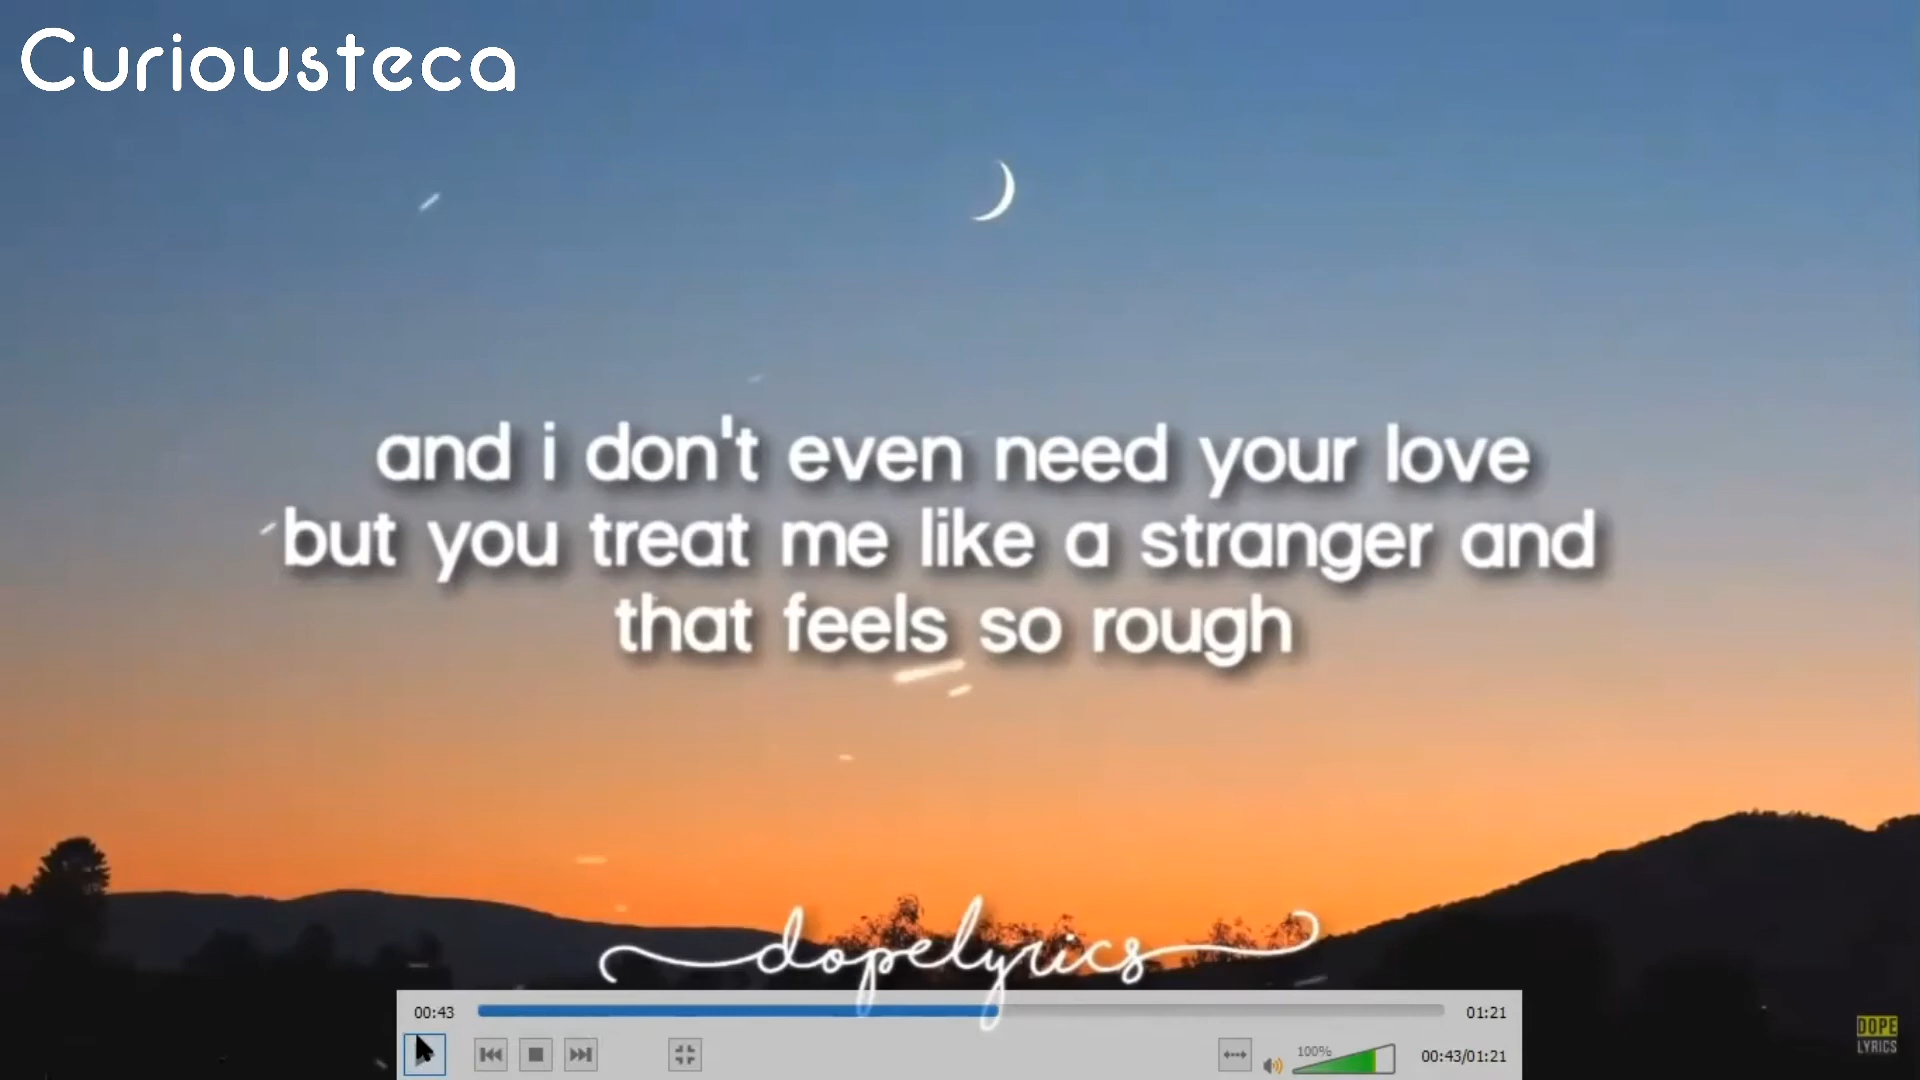 Curiousteca
and i don't even need your love
but you treat me like a stranger and
that feels so rough
dopelyrics
00:43
01:21
100%
00:43/01:21
DOPE
LYRICS